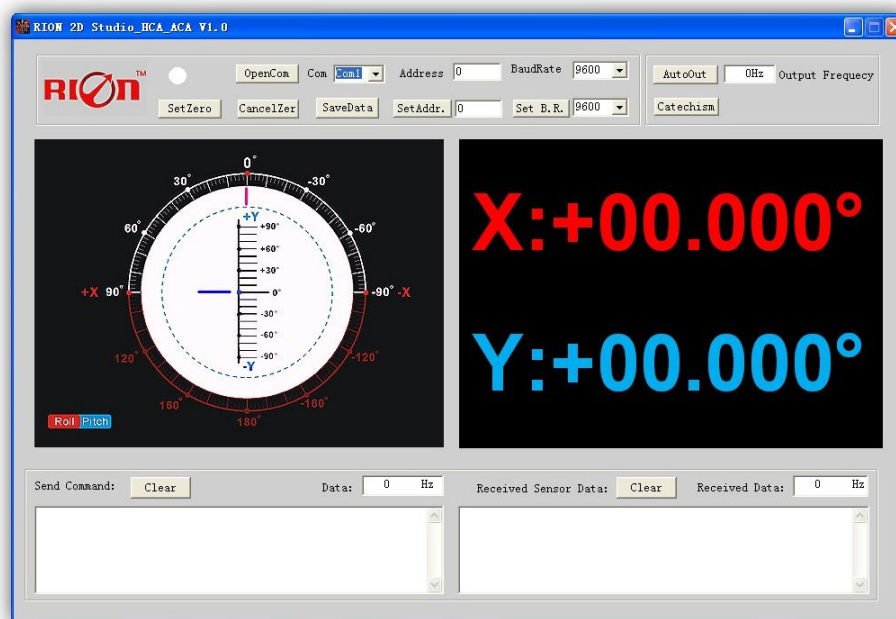 RION 2D Studio_HCA_ACA V1.0
RION™
OpenCom Com Com1 Address 0 BaudRate 9600
SetZero CancelZer SaveData SetAddr. 0 Set B.R. 9600
AutoOut 0Hz Output Frequecy
Catechism
0°
30° -30°
60° -60°
+X 90° -90° -X
120° -120°
160° -160°
180°
+Y
+90°
+60°
+30°
0°
-30°
-60°
-90°
-Y
Roll Pitch
X:+00.000°
Y:+00.000°
Send Command: Clear Data: 0 Hz
Received Sensor Data: Clear Received Data: 0 Hz